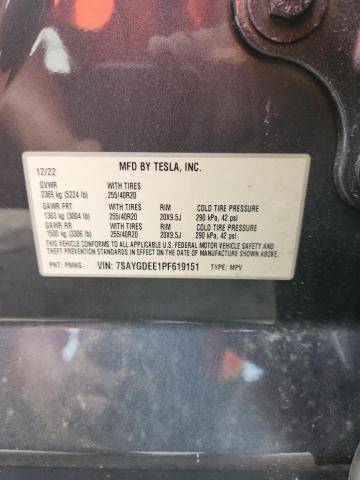 12/22 MFD BY TESLA, INC.
GVWR WITH TIRES
2369 kg (5224 lb) 255/40R20
GAWR FRT WITH TIRES RIM COLD TIRE PRESSURE
1363 kg (3004 lb) 255/40R20 20X9.5J 290 kPa, 42 psi
GAWR RR WITH TIRES RIM COLD TIRE PRESSURE
1500 kg (3306 lb) 255/40R20 20X9.5J 290 kPa, 42 psi
THIS VEHICLE CONFORMS TO ALL APPLICABLE U.S. FEDERAL MOTOR VEHICLE SAFETY AND
THEFT PREVENTION STANDARDS IN EFFECT ON THE DATE OF MANUFACTURE SHOWN ABOVE.
PNT: PMNG VIN: 7SAYGDEE1PF619151 TYPE: MPV